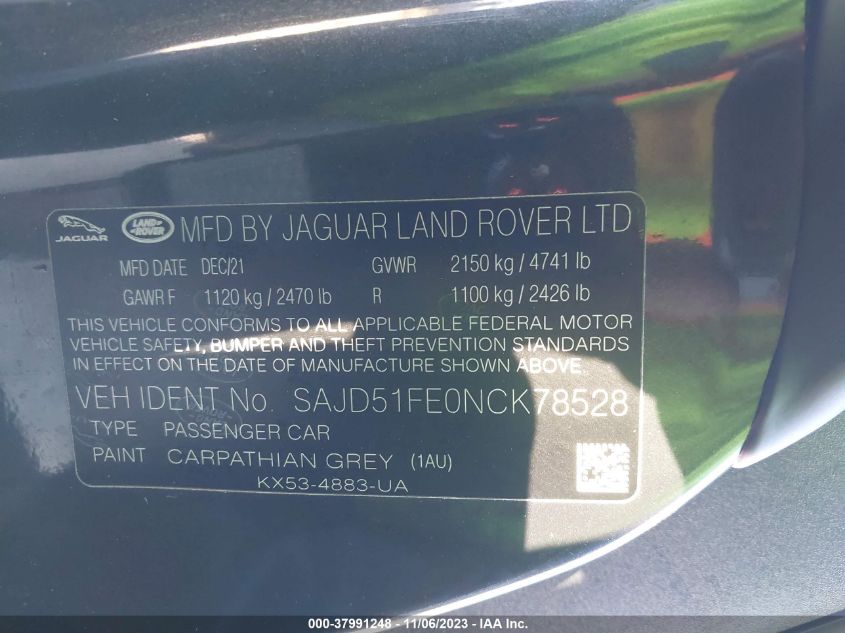 JAGUAR LAND ROVER MFD BY JAGUAR LAND ROVER LTD
MFD DATE DEC/21 GVWR 2150 kg / 4741 lb
GAWR F 1120 kg / 2470 lb R 1100 kg / 2426 lb
THIS VEHICLE CONFORMS TO ALL APPLICABLE FEDERAL MOTOR
VEHICLE SAFETY, BUMPER AND THEFT PREVENTION STANDARDS
IN EFFECT ON THE DATE OF MANUFACTURE SHOWN ABOVE.
VEH IDENT No. SAJD51FE0NCK78528
TYPE PASSENGER CAR
PAINT CARPATHIAN GREY (1AU)
KX53-4883-UA
000-37991248 - 11/06/2023 - IAA Inc.